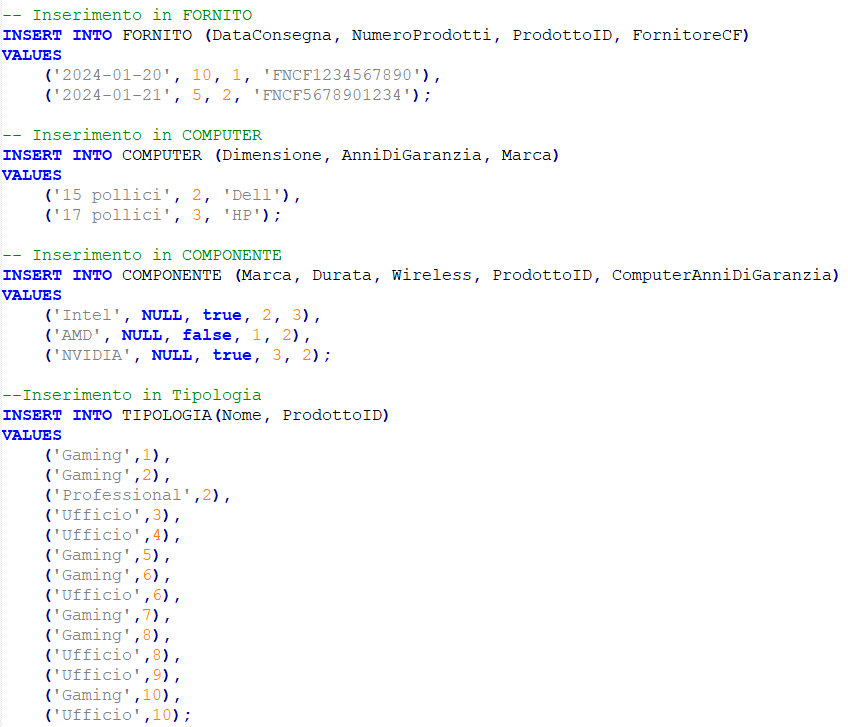 -- Inserimento in FORNITO
INSERT INTO FORNITO (DataConsegna, NumeroProdotti, ProdottoID, FornitoreCF)
VALUES
    ('2024-01-20', 10, 1, 'FNCF1234567890'),
    ('2024-01-21', 5, 2, 'FNCF5678901234');

-- Inserimento in COMPUTER
INSERT INTO COMPUTER (Dimensione, AnniDiGaranzia, Marca)
VALUES
    ('15 pollici', 2, 'Dell'),
    ('17 pollici', 3, 'HP');

-- Inserimento in COMPONENTE
INSERT INTO COMPONENTE (Marca, Durata, Wireless, ProdottoID, ComputerAnniDiGaranzia)
VALUES
    ('Intel', NULL, true, 2, 3),
    ('AMD', NULL, false, 1, 2),
    ('NVIDIA', NULL, true, 3, 2);

--Inserimento in Tipologia
INSERT INTO TIPOLOGIA(Nome, ProdottoID)
VALUES
    ('Gaming',1),
    ('Gaming',2),
    ('Professional',2),
    ('Ufficio',3),
    ('Ufficio',4),
    ('Gaming',5),
    ('Gaming',6),
    ('Ufficio',6),
    ('Gaming',7),
    ('Gaming',8),
    ('Ufficio',8),
    ('Ufficio',9),
    ('Gaming',10),
    ('Ufficio',10);